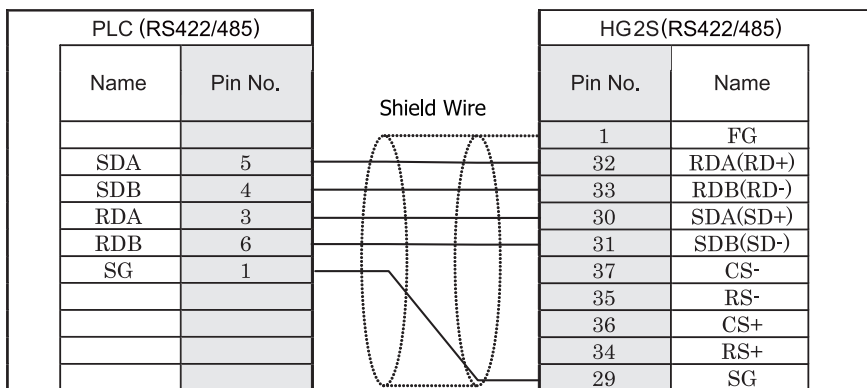 PLC (RS422/485) HG2S(RS422/485)
Name Pin No. Pin No. Name
Shield Wire
1 FG
SDA 5 32 RDA(RD+)
SDB 4 33 RDB(RD-)
RDA 3 30 SDA(SD+)
RDB 6 31 SDB(SD-)
SG 1 37 CS-
35 RS-
36 CS+
34 RS+
29 SG